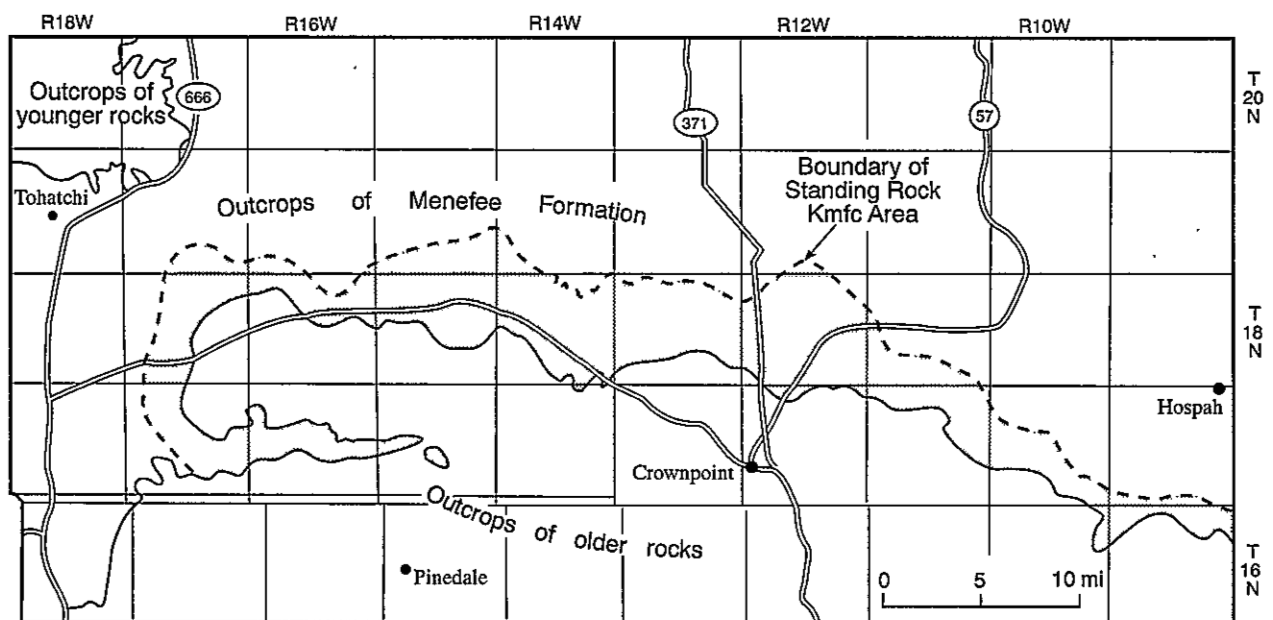 R18W R16W R14W R12W R10W
Outcrops of
younger rocks
666
371
57
T
20
N
Boundary of
Standing Rock
Kmfc Area
Tohatchi
Outcrops of Menefee Formation
T
18
N
Hospah
Crownpoint
Outcrops of older rocks
Pinedale
0 5 10 mi
T
16
N